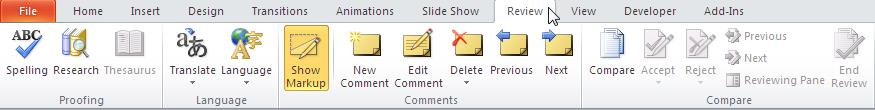 File Home Insert Design Transitions Animations Slide Show Review View Developer Add-Ins
ABC
Spelling Research Thesaurus
Proofing
Translate Language
Language
Show Markup
New Comment
Edit Comment
Delete Previous Next
Comments
Compare Accept Reject
Previous
Next
Reviewing Pane
End Review
Compare